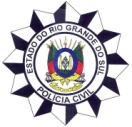 ESTADO DO RIO GRANDE DO SUL
POLÍCIA CIVIL